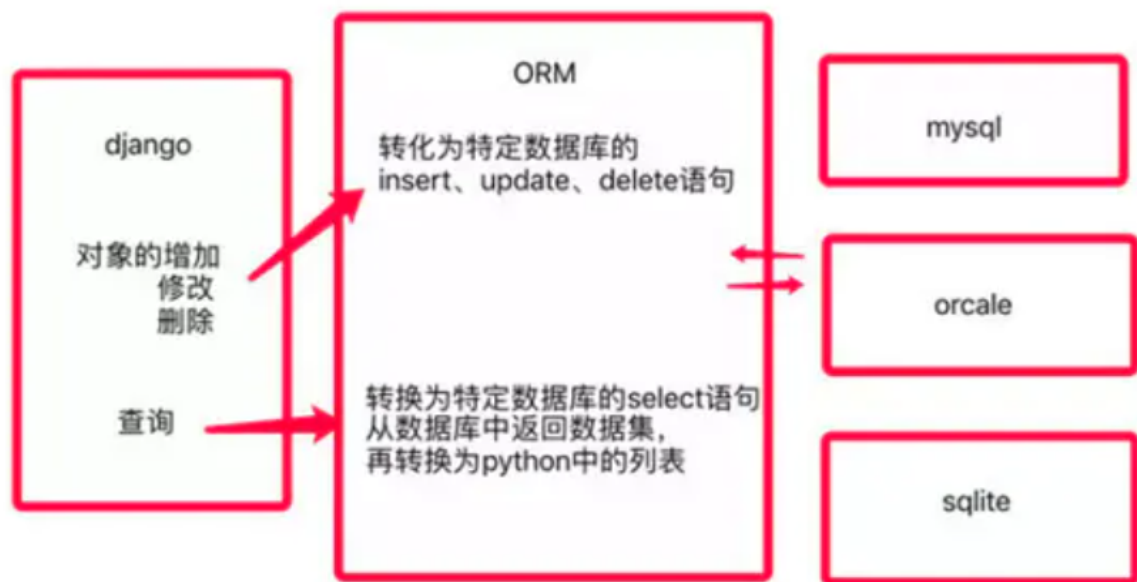 django
对象的增加
修改
删除
查询
ORM
转化为特定数据库的
insert、update、delete语句
转换为特定数据库的select语句
从数据库中返回数据集，
再转换为python中的列表
mysql
orcale
sqlite